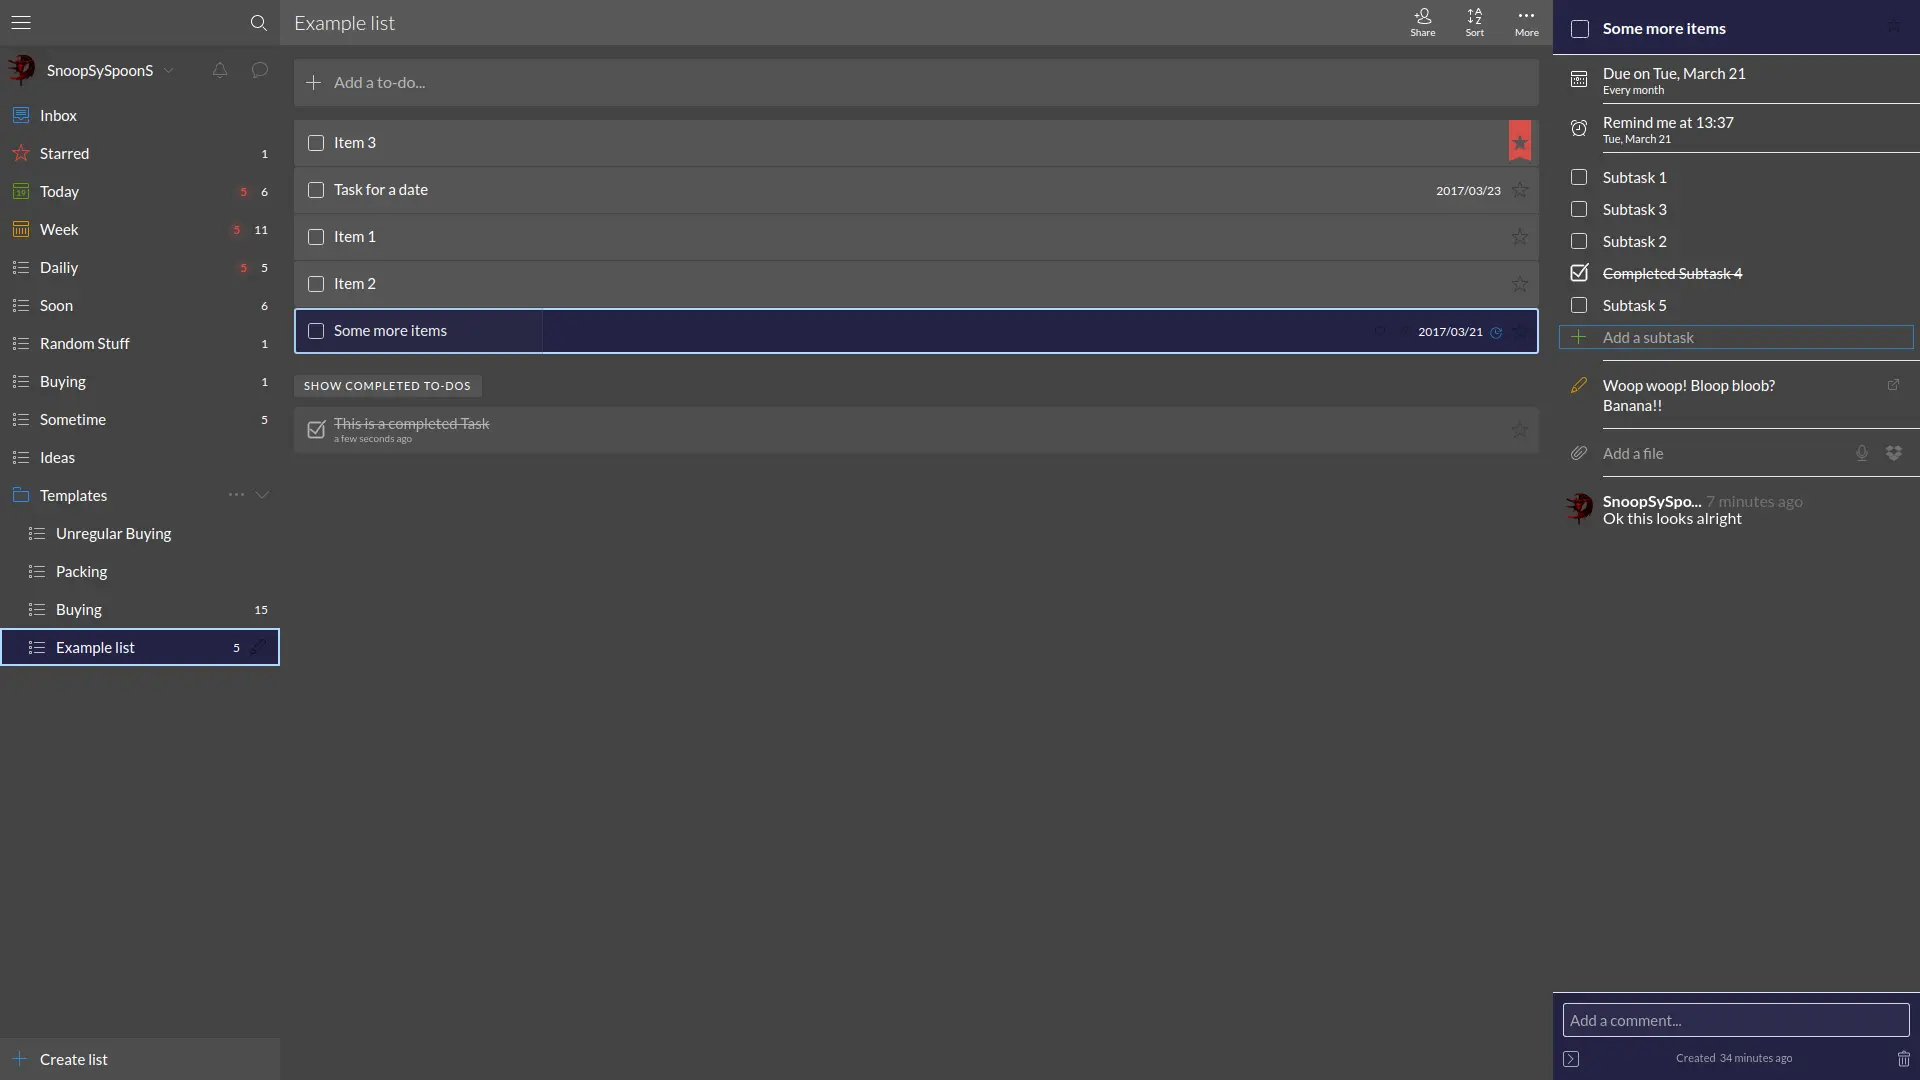 SnoopSySpoonS
Inbox
Starred 1
19
Today 5 6
Week 5 11
Dailiy 5 5
Soon 6
Random Stuff 1
Buying 1
Sometime 5
Ideas
Templates
Unregular Buying
Packing
Buying 15
Example list 5
Create list
Example list
Share
A
Z
Sort
More
Add a to-do...
Item 3
Task for a date 2017/03/23
Item 1
Item 2
Some more items 2017/03/21
SHOW COMPLETED TO-DOS
This is a completed Task
a few seconds ago
Some more items
Due on Tue, March 21
Every month
Remind me at 13:37
Tue, March 21
Subtask 1
Subtask 3
Subtask 2
Completed Subtask 4
Subtask 5
Add a subtask
Woop woop! Bloop bloob?
Banana!!
Add a file
SnoopSySpo... 7 minutes ago
Ok this looks alright
Add a comment...
Created 34 minutes ago